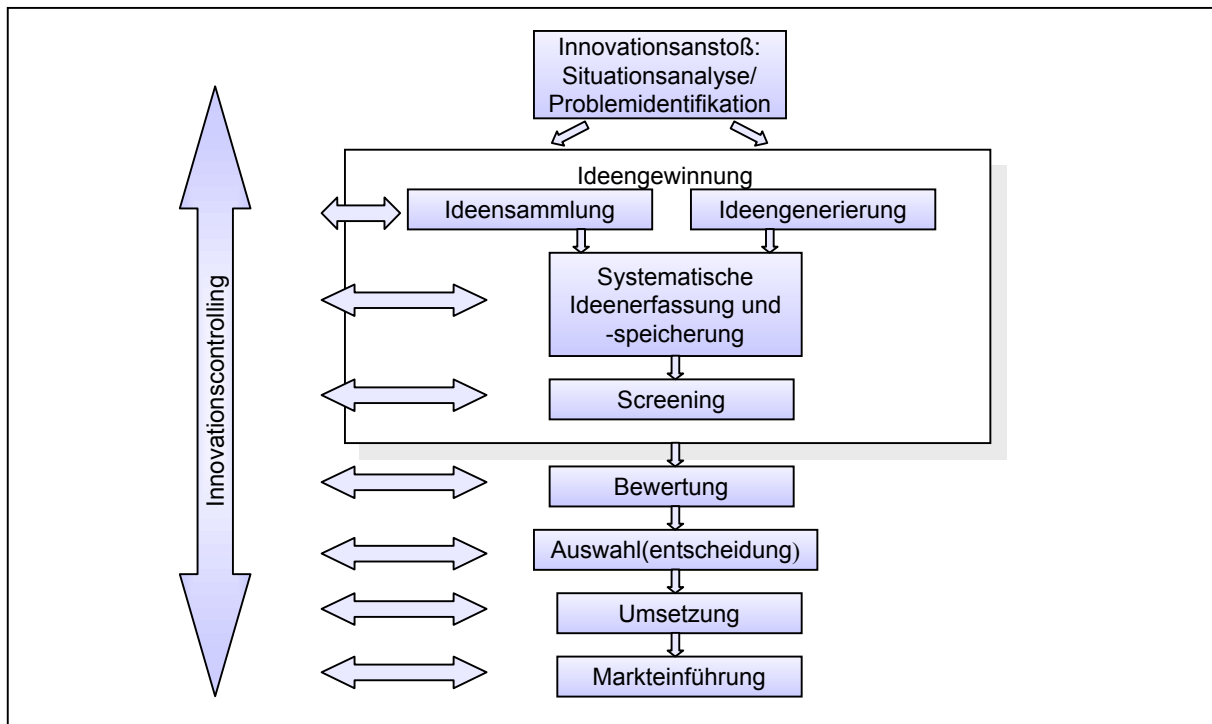 Innovationsanstoß:
Situationsanalyse/
Problemidentifikation
Ideengewinnung
Ideensammlung
Ideengenerierung
Systematische
Ideenerfassung und
-speicherung
Screening
Bewertung
Auswahl(entscheidung)
Umsetzung
Markteinführung
Innovationscontrolling